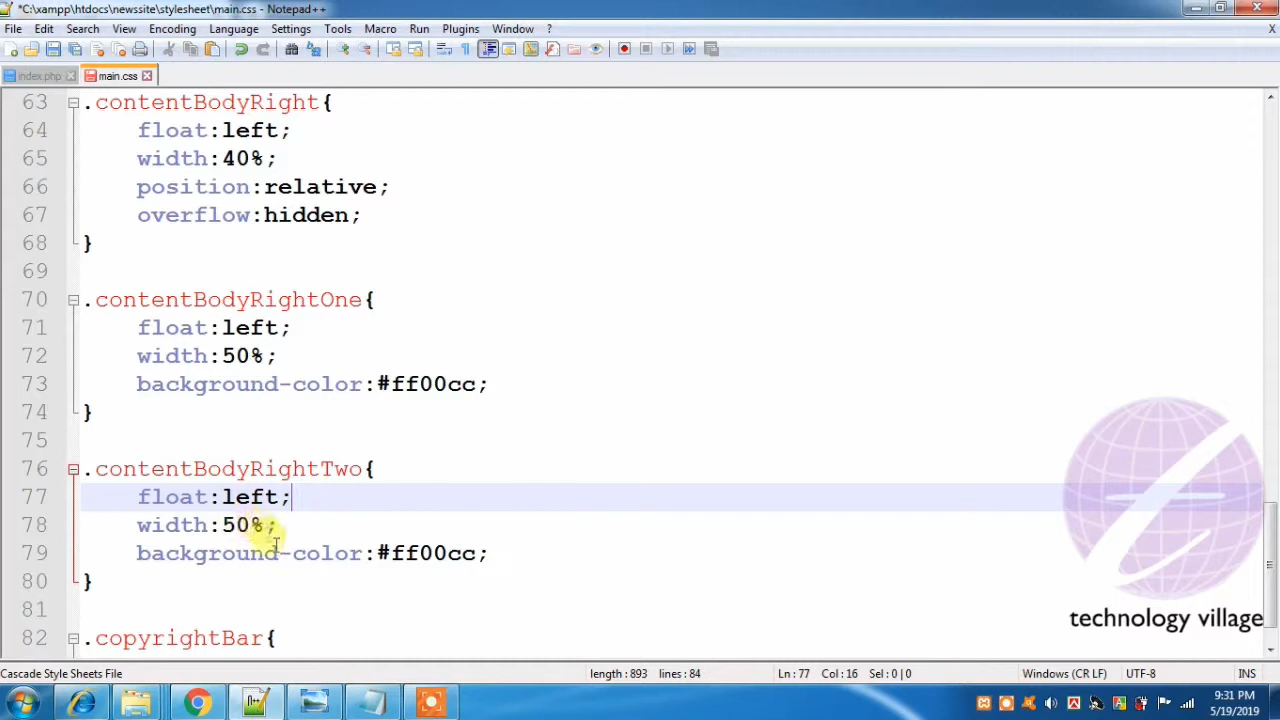 *C:\xampp\htdocs\newssite\stylesheet\main.css - Notepad++
File Edit Search View Encoding Language Settings Tools Macro Run Plugins Window ? X
index.php main.css
63 .contentBodyRight{
64 float:left;
65 width:40%;
66 position:relative;
67 overflow:hidden;
68 }
69
70 .contentBodyRightOne{
71 float:left;
72 width:50%;
73 background-color:#ff00cc;
74 }
75
76 .contentBodyRightTwo{
77 float:left;
78 width:50%;
79 background-color:#ff00cc;
80 }
81
82 .copyrightBar{
technology village
Cascade Style Sheets File length : 893 lines : 84 Ln : 77 Col : 16 Sel : 0 | 0 Windows (CR LF) UTF-8 INS
9:31 PM
5/19/2019